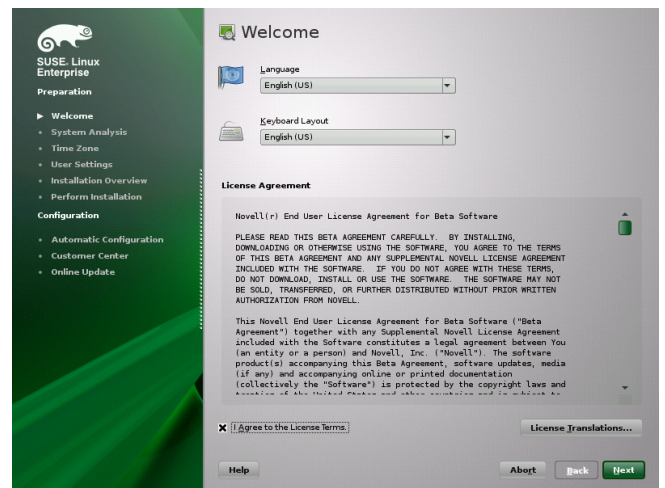 SUSE. Linux
Enterprise
Preparation
Welcome
System Analysis
Time Zone
User Settings
Installation Overview
Perform Installation
Configuration
Automatic Configuration
Customer Center
Online Update
Welcome
Language
English (US)
Keyboard Layout
English (US)
License Agreement
Novell(r) End User License Agreement for Beta Software
PLEASE READ THIS BETA AGREEMENT CAREFULLY. BY INSTALLING,
DOWNLOADING OR OTHERWISE USING THE SOFTWARE, YOU AGREE TO THE TERMS
OF THIS BETA AGREEMENT AND ANY SUPPLEMENTAL NOVELL LICENSE AGREEMENT
INCLUDED WITH THE SOFTWARE. IF YOU DO NOT AGREE WITH THESE TERMS,
DO NOT DOWNLOAD, INSTALL OR USE THE SOFTWARE. THE SOFTWARE MAY NOT
BE SOLD, TRANSFERRED, OR FURTHER DISTRIBUTED WITHOUT PRIOR WRITTEN
AUTHORIZATION FROM NOVELL.
This Novell End User License Agreement for Beta Software ("Beta
Agreement") together with any Supplemental Novell License Agreement
included with the Software constitutes a legal agreement between You
(an entity or a person) and Novell, Inc. ("Novell"). The software
product(s) accompanying this Beta Agreement, software updates, media
(if any) and accompanying online or printed documentation
(collectively the "Software") is protected by the copyright laws and
I Agree to the License Terms.
License Translations...
Help
Abort
Back
Next